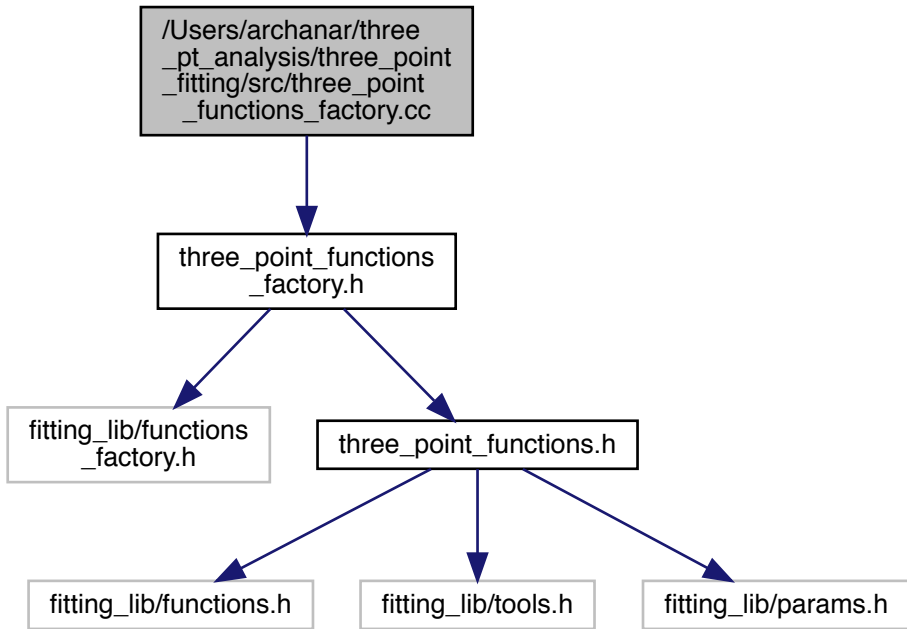 /Users/archanar/three
_pt_analysis/three_point
_fitting/src/three_point
_functions_factory.cc
three_point_functions
_factory.h
fitting_lib/functions
_factory.h
three_point_functions.h
fitting_lib/functions.h
fitting_lib/tools.h
fitting_lib/params.h